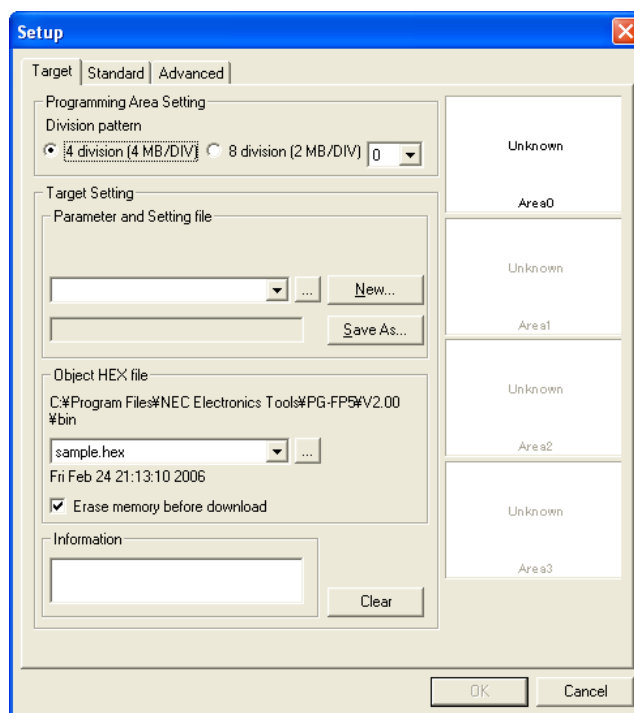 Setup
Target Standard Advanced
Programming Area Setting
Division pattern
4 division (4 MB/DIV) 8 division (2 MB/DIV) 0
Target Setting
Parameter and Setting file
... New...
Save As...
Object HEX file
C:¥Program Files¥NEC Electronics Tools¥PG-FP5¥V2.00
¥bin
sample.hex ...
Fri Feb 24 21:13:10 2006
Erase memory before download
Information
Clear
Unknown
Area0
Unknown
Area1
Unknown
Area2
Unknown
Area3
OK Cancel